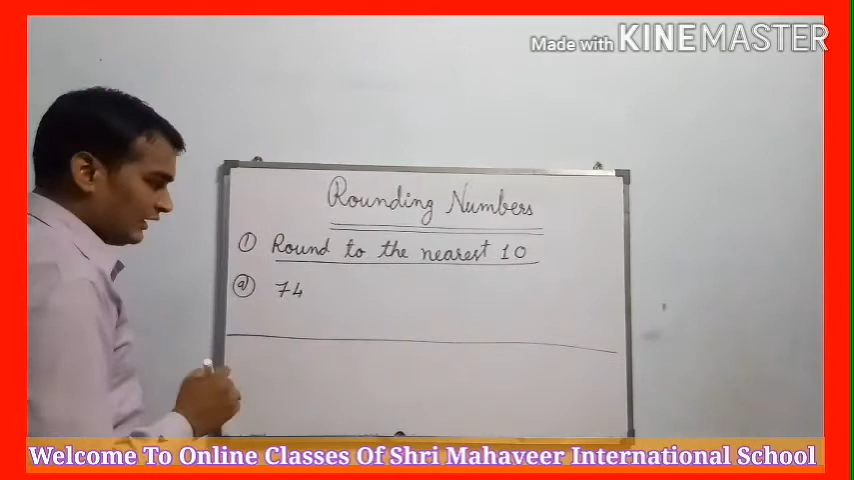 Made with KINEMASTER
Rounding Numbers
① Round to the nearest 10
ⓐ 74
Welcome To Online Classes Of Shri Mahaveer International School